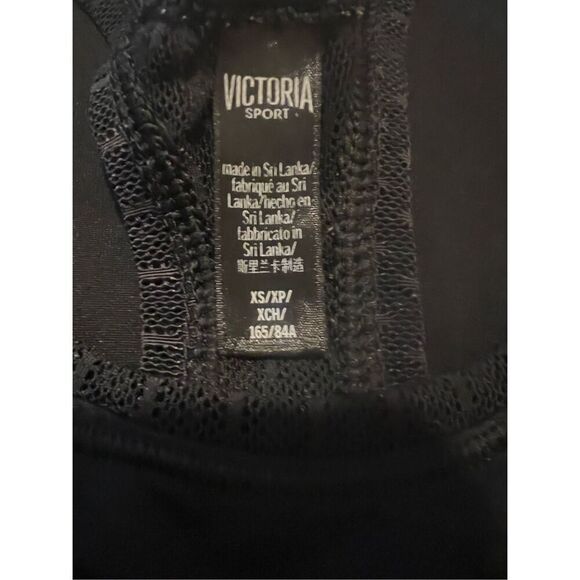 VICTORIA
SPORT
made in Sri Lanka/
fabriqué au Sri
Lanka/hecho en
Sri Lanka/
fabbricato in
Sri Lanka/
斯里兰卡制造
XS/XP/
XCH/
165/84A